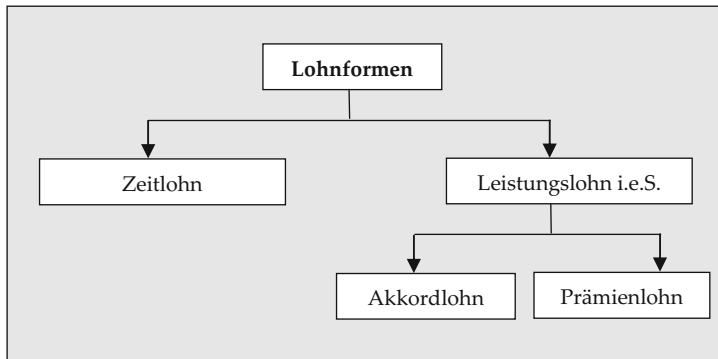 Lohnformen
Zeitlohn
Leistungslohn i.e.S.
Akkordlohn
Prämienlohn